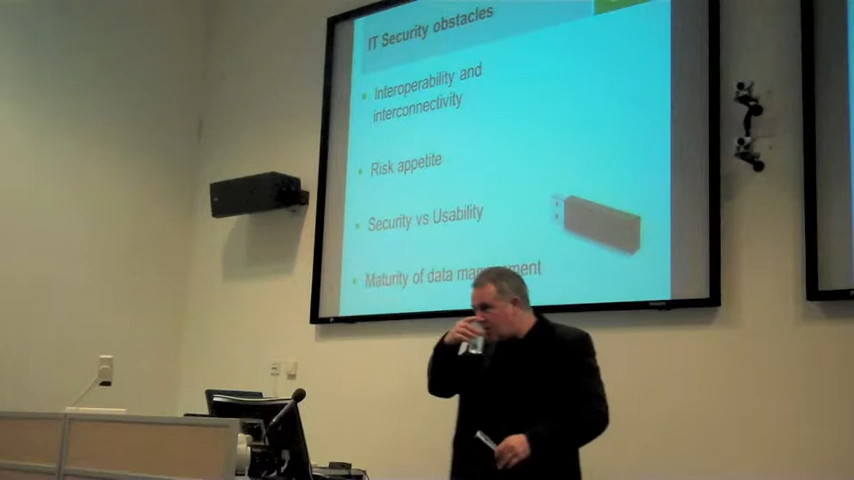 IT Security obstacles
Interoperability and
interconnectivity
Risk appetite
Security vs Usability
Maturity of data management